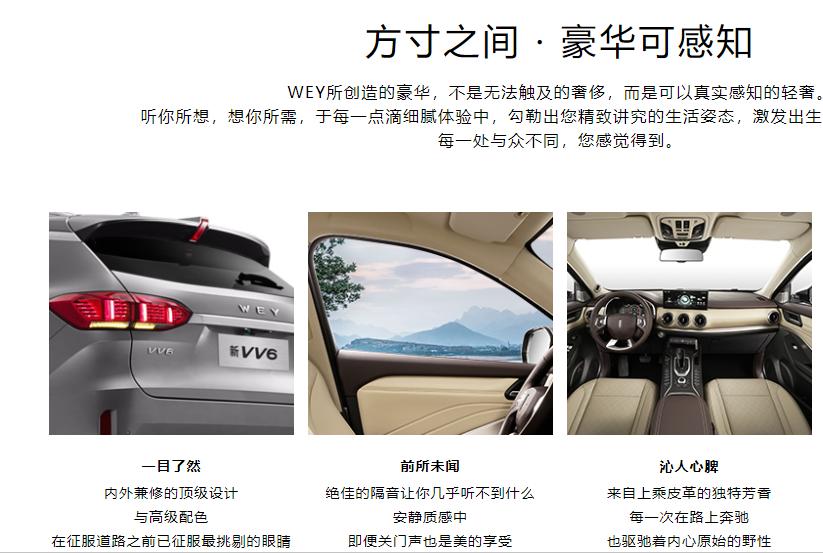 方寸之间 · 豪华可感知
WEY所创造的豪华，不是无法触及的奢侈，而是可以真实感知的轻奢。
听你所想，想你所需，于每一点滴细腻体验中，勾勒出您精致讲究的生活姿态，激发出生
每一处与众不同，您感觉得到。
WEY
VV6
新VV6
一目了然
内外兼修的顶级设计
与高级配色
在征服道路之前已征服最挑剔的眼睛
前所未闻
绝佳的隔音让你几乎听不到什么
安静质感中
即便关门声也是美的享受
沁人心脾
来自上乘皮革的独特芳香
每一次在路上奔驰
也驱驰着内心原始的野性